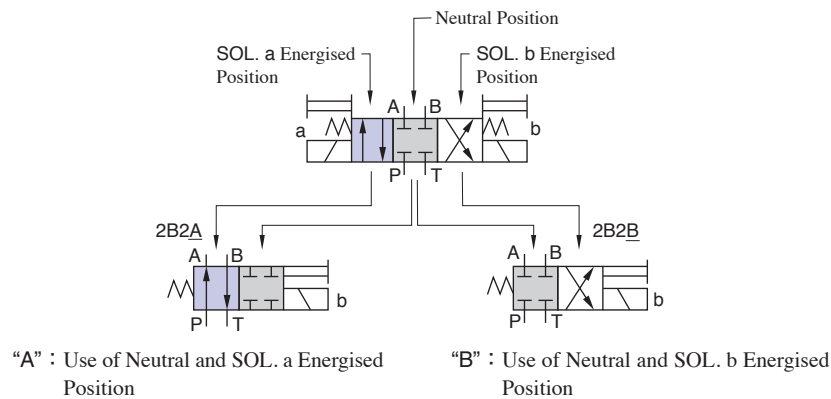 Neutral Position
SOL. a Energised
Position
SOL. b Energised
Position
A B
a
b
P T
2B2A
A B
b
P T
2B2B
A B
b
P T
“A” : Use of Neutral and SOL. a Energised
Position
“B” : Use of Neutral and SOL. b Energised
Position